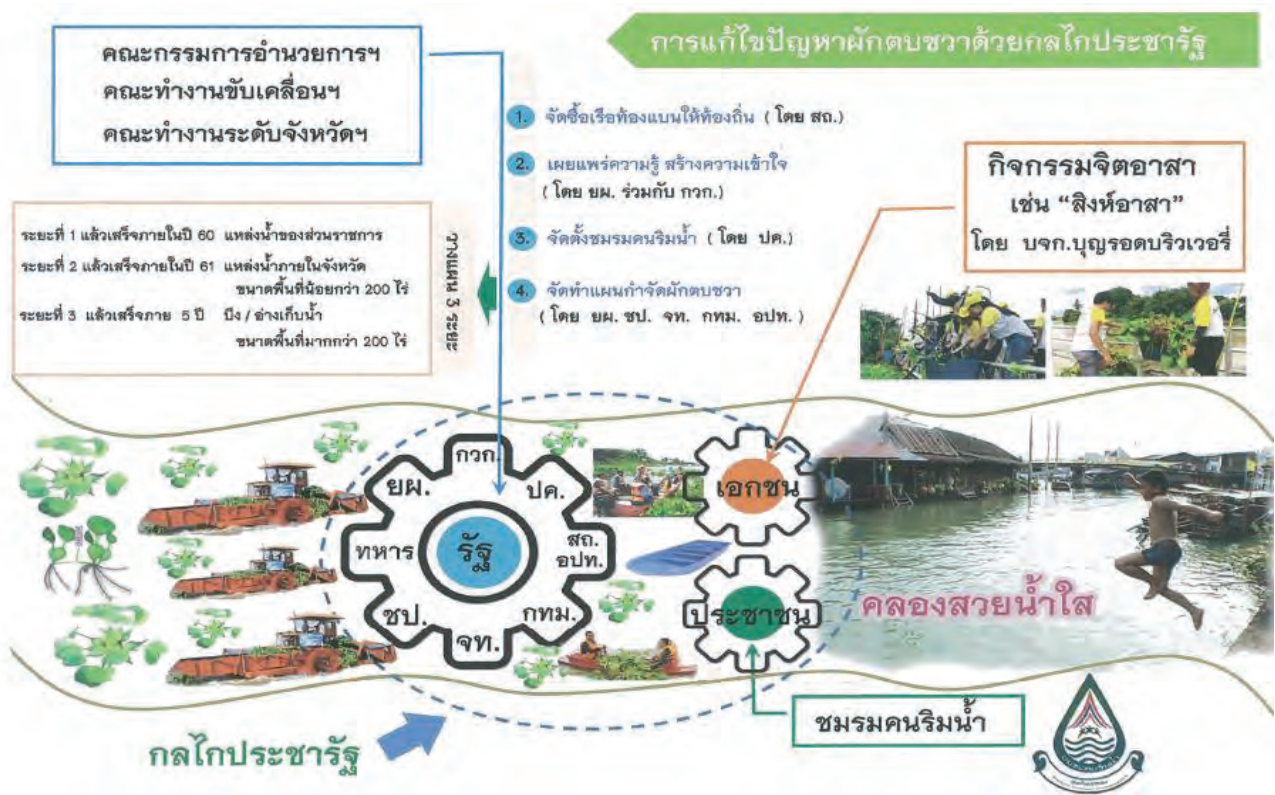 การแก้ไขปัญหาผักตบชวาด้วยกลไกประชารัฐ
คณะกรรมการอำนวยการฯ
คณะทำงานขับเคลื่อนฯ
คณะทำงานระดับจังหวัดฯ
1. จัดซื้อเรือท้องแบนให้ท้องถิ่น ( โดย สถ.)
2. เผยแพร่ความรู้ สร้างความเข้าใจ
( โดย ยผ. ร่วมกับ กวก.)
3. จัดตั้งชมรมคนริมน้ำ ( โดย ปค.)
4. จัดทำแผนกำจัดผักตบชวา
( โดย ยผ. ชป. จท. กทม. อปท. )
กิจกรรมจิตอาสา
เช่น “สิงห์อาสา”
โดย บจก.บุญรอดบริวเวอรี่
วางแผน 3 ระยะ
ระยะที่ 1 แล้วเสร็จภายในปี 60 แหล่งน้ำของส่วนราชการ
ระยะที่ 2 แล้วเสร็จภายในปี 61 แหล่งน้ำภายในจังหวัด
ขนาดพื้นที่น้อยกว่า 200 ไร่
ระยะที่ 3 แล้วเสร็จภาย 5 ปี บึง / อ่างเก็บน้ำ
ขนาดพื้นที่มากกว่า 200 ไร่
กวก.
ยผ.
ปค.
ทหาร
รัฐ
สถ.
อปท.
ชป.
กทม.
จท.
เอกชน
ประชาชน
คลองสวยน้ำใส
ชมรมคนริมน้ำ
กลไกประชารัฐ